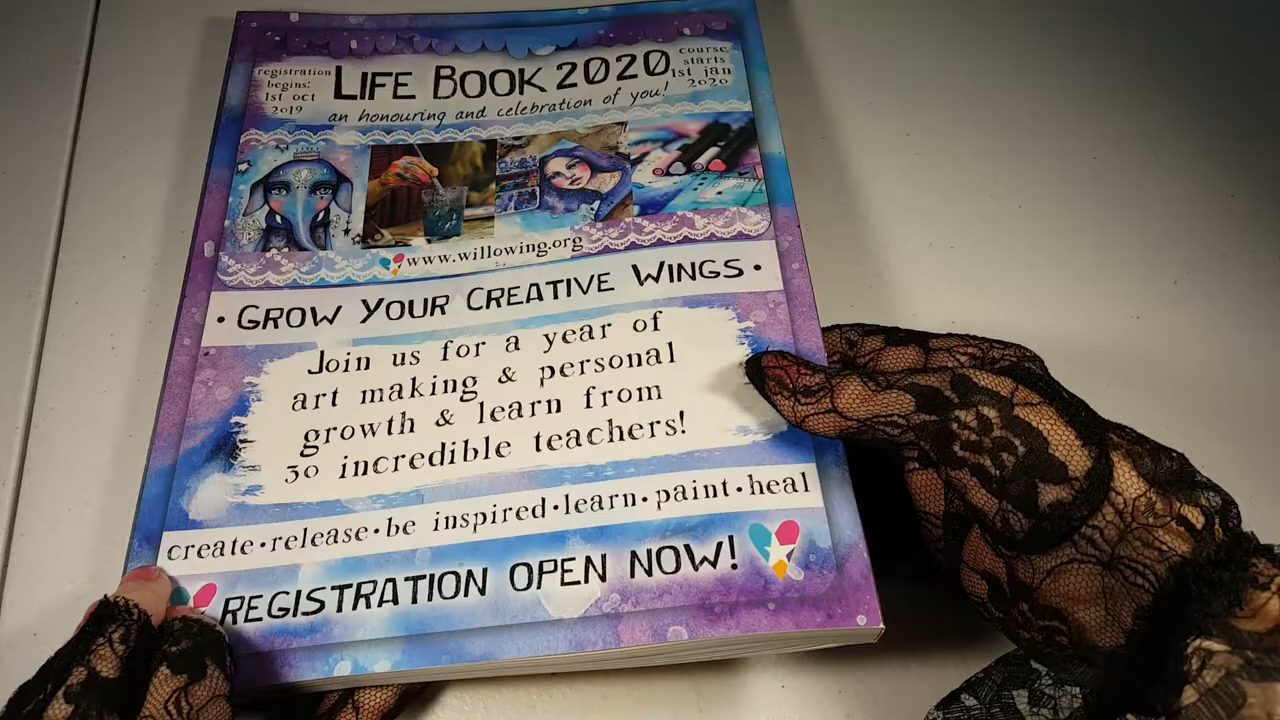 registration
begins:
1st oct
2019
LIFE BOOK 2020
course
starts
1st jan
2020
an honouring and celebration of you!
www.willowing.org
• GROW YOUR CREATIVE WINGS •
Join us for a year of
art making & personal
growth & learn from
30 incredible teachers!
create•release•be inspired•learn•paint•heal
REGISTRATION OPEN NOW!